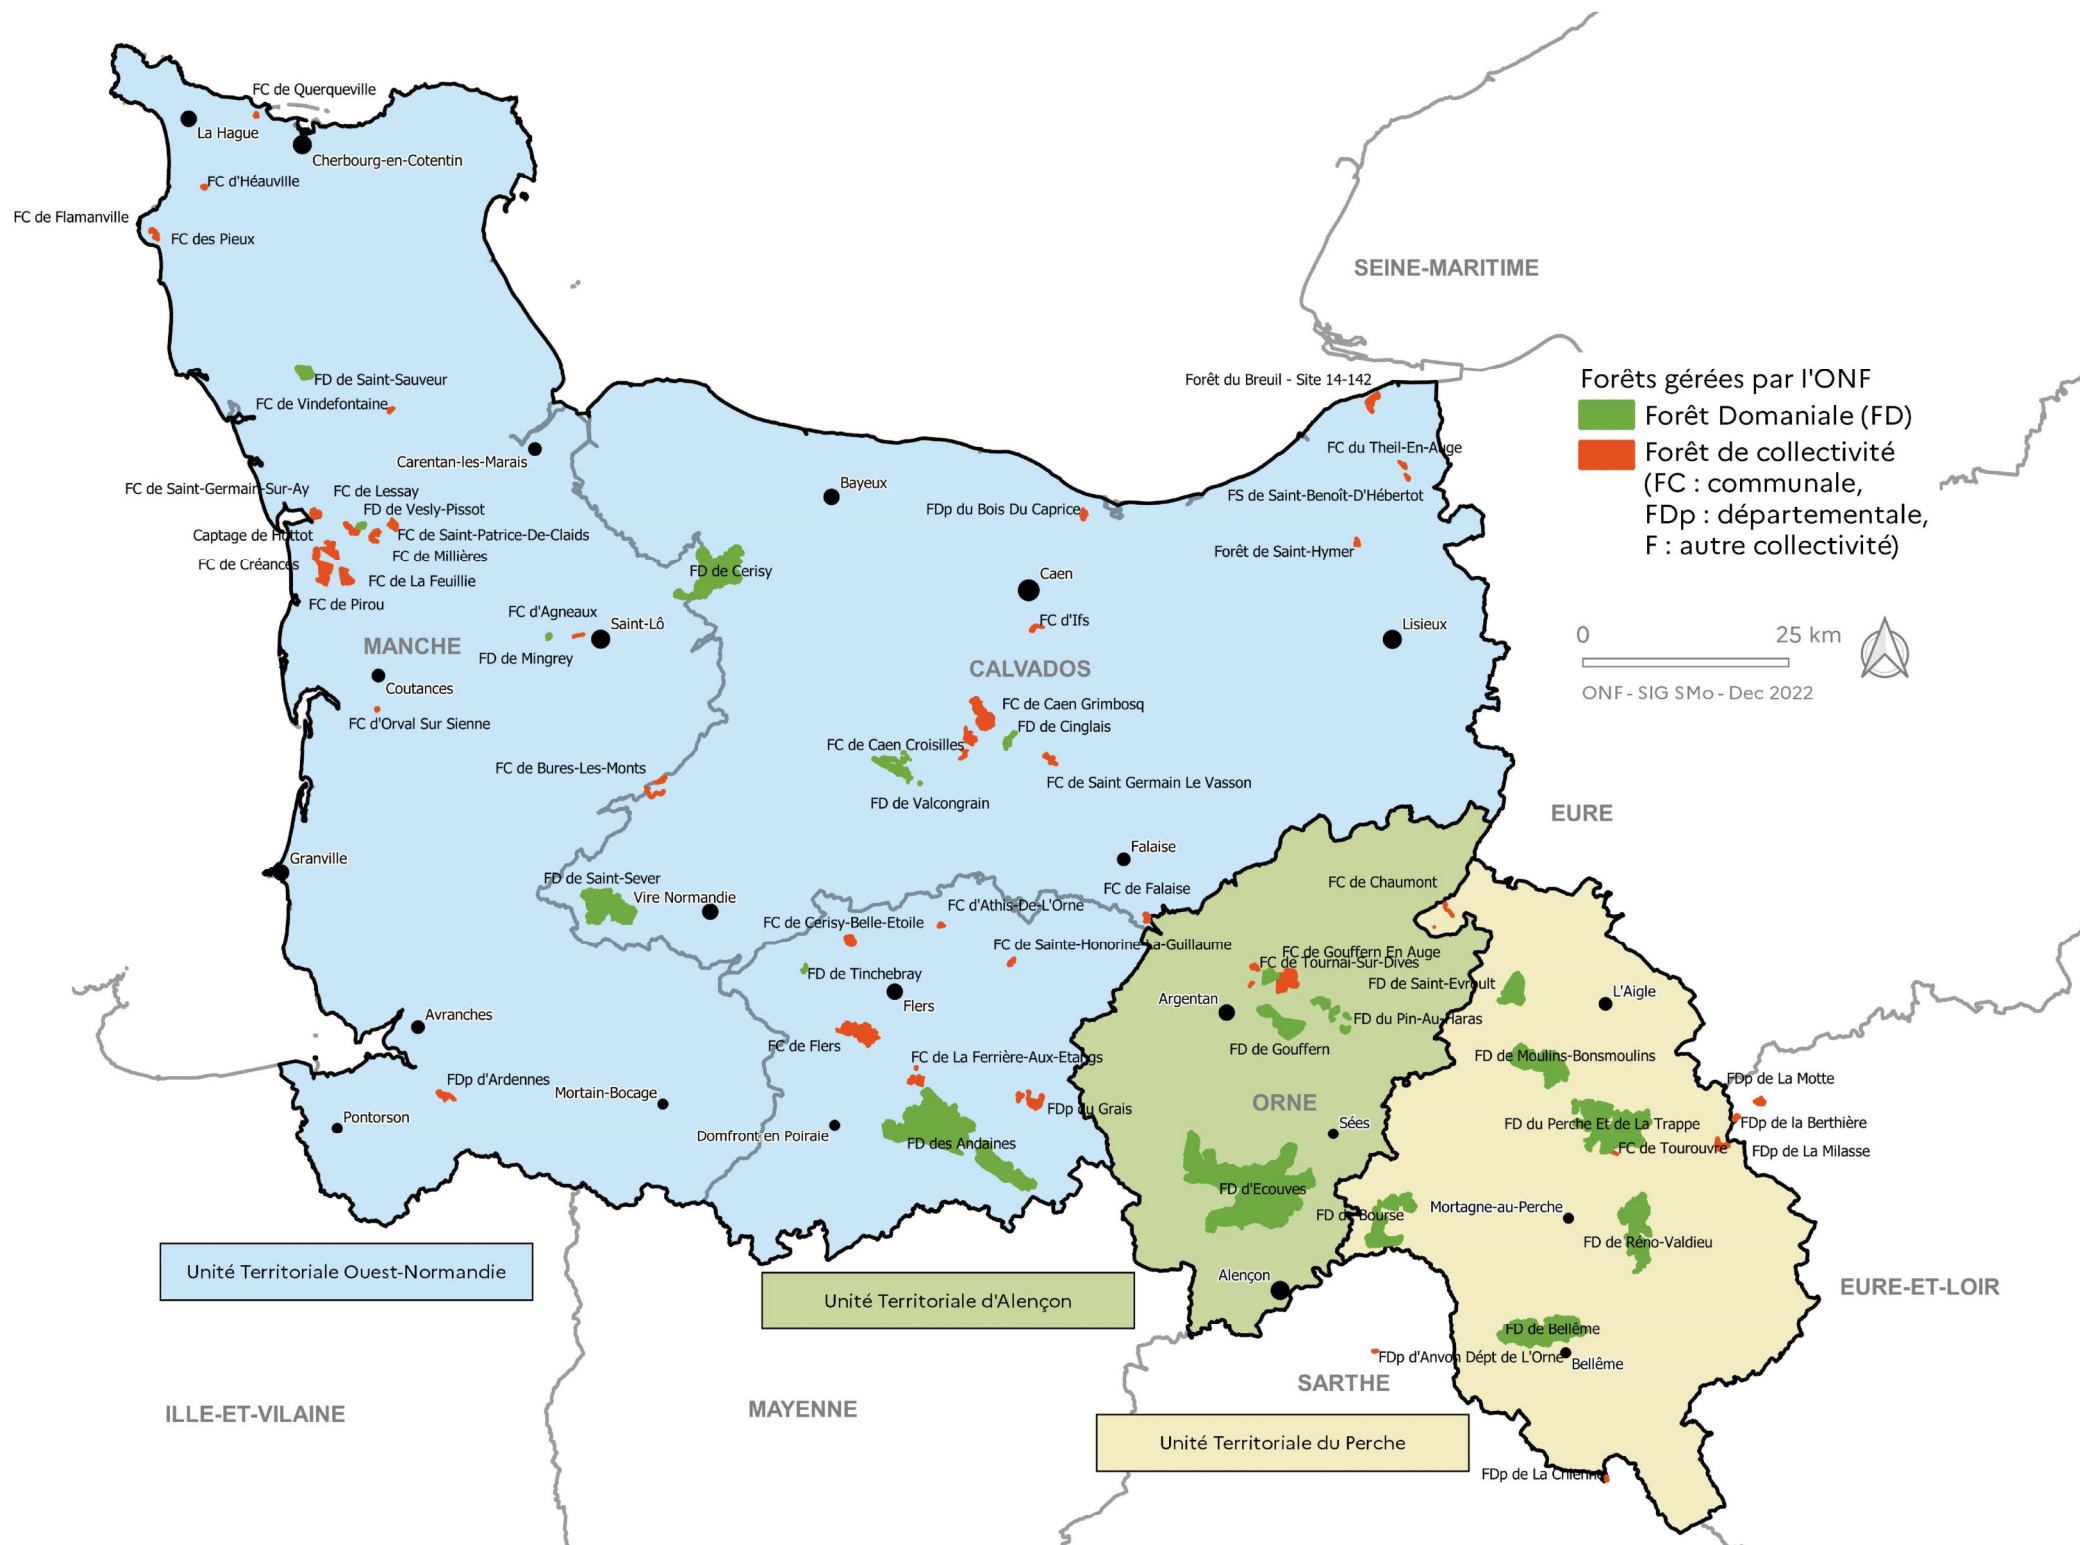 FC de Querqueville
La Hague
Cherbourg-en-Cotentin
FC d'Héauville
FC de Flamanville
FC des Pieux
SEINE-MARITIME
FD de Saint-Sauveur
FC de Vindefontaine
Forêt du Breuil - Site 14-142
Forêts gérées par l'ONF
Forêt Domaniale (FD)
Forêt de collectivité
(FC : communale,
FDp : départementale,
F : autre collectivité)
Carentan-les-Marais
FC du Theil-En-Auge
FC de Saint-Germain-Sur-Ay
FC de Lessay
FD de Vesly-Pissot
Bayeux
FDp du Bois Du Caprice
FS de Saint-Benoît-D'Hébertot
Captage de Hottot
FC de Saint-Patrice-De-Claids
FC de Millières
Forêt de Saint-Hymer
FC de Créances
FC de La Feuillie
FD de Cerisy
Caen
FC de Pirou
FC d'Agneaux
Saint-Lô
FC d'Ifs
Lisieux
0 25 km
MANCHE
FD de Mingrey
CALVADOS
ONF - SIG SMo - Dec 2022
Coutances
FC d'Orval Sur Sienne
FC de Caen Grimbosq
FD de Cinglais
FC de Caen Croisilles
FC de Bures-Les-Monts
FC de Saint Germain Le Vasson
FD de Valcongrain
EURE
Granville
Falaise
FD de Saint-Sever
FC de Falaise
FC de Chaumont
Vire Normandie
FC d'Athis-De-L'Orne
FC de Cerisy-Belle-Etoile
FC de Sainte-Honorine-La-Guillaume
FC de Gouffern En Auge
FC de Tournai-Sur-Dives
FD de Tinchebray
FD de Saint-Evroult
L'Aigle
Flers
Argentan
Avranches
FD du Pin-Au-Haras
FC de Flers
FD de Gouffern
FC de La Ferrière-Aux-Etangs
FD de Moulins-Bonsmoulins
FDp d'Ardennes
FDp de La Motte
Mortain-Bocage
ORNE
FDp du Grais
Pontorson
Sées
FD du Perche Et de La Trappe
FDp de la Berthière
Domfront en Poiraie
FD des Andaines
FC de Tourouvre
FDp de La Milasse
FD d'Ecouves
FD de Bourse
Mortagne-au-Perche
FD de Réno-Valdieu
Unité Territoriale Ouest-Normandie
Alençon
EURE-ET-LOIR
Unité Territoriale d'Alençon
FD de Bellême
FDp d'Anvon Dépt de L'Orne
Bellême
SARTHE
ILLE-ET-VILAINE
MAYENNE
Unité Territoriale du Perche
FDp de La Chienne